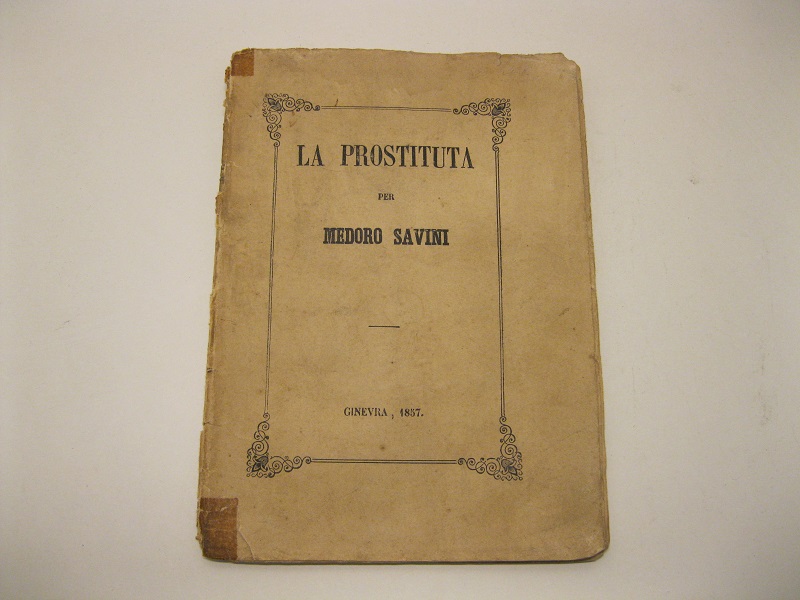 LA PROSTITUTA
PER
MEDORO SAVINI
GINEVRA, 1857.